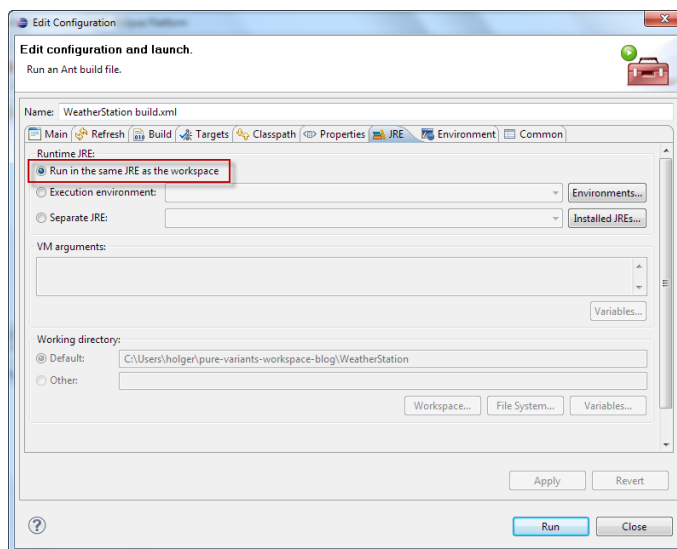 Edit Configuration
Edit configuration and launch.
Run an Ant build file.
Name: WeatherStation build.xml
Main Refresh Build Targets Classpath Properties JRE Environment Common
Runtime JRE:
Run in the same JRE as the workspace
Execution environment: Environments...
Separate JRE: Installed JREs...
VM arguments:
Variables...
Working directory:
Default: C:\Users\holger\pure-variants-workspace-blog\WeatherStation
Other:
Workspace... File System... Variables...
Apply Revert
Run Close